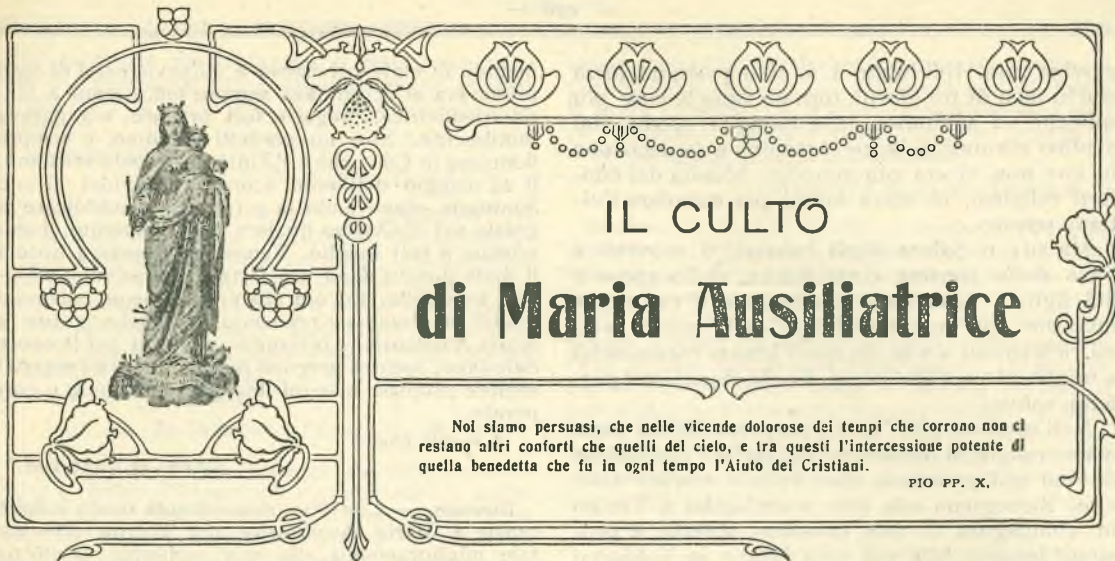 IL CULTO
di Maria Ausiliatrice
Noi siamo persuasi, che nelle vicende dolorose dei tempi che corrono non ci
restano altri conforti che quelli del cielo, e tra questi l'intercessione potente di
quella benedetta che fu in ogni tempo l'Aiuto dei Cristiani.
PIO PP. X.